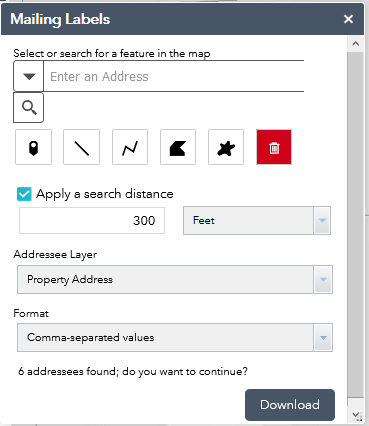 Mailing Labels
Select or search for a feature in the map
Enter an Address
Apply a search distance
300 Feet
Addressee Layer
Property Address
Format
Comma-separated values
6 addressees found; do you want to continue?
Download